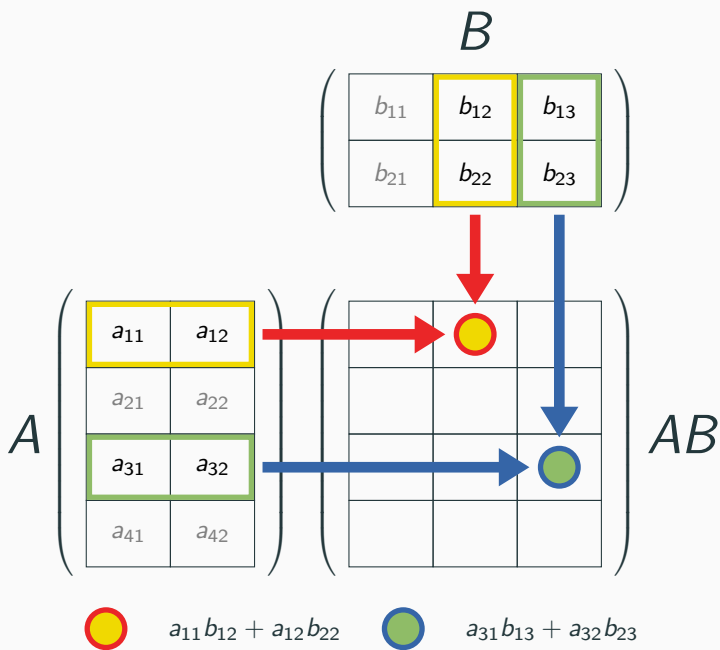 B
b₁₁ b₁₂ b₁₃
b₂₁ b₂₂ b₂₃
a₁₁ a₁₂
a₂₁ a₂₂
A
AB
a₃₁ a₃₂
a₄₁ a₄₂
a₁₁b₁₂ + a₁₂b₂₂
a₃₁b₁₃ + a₃₂b₂₃